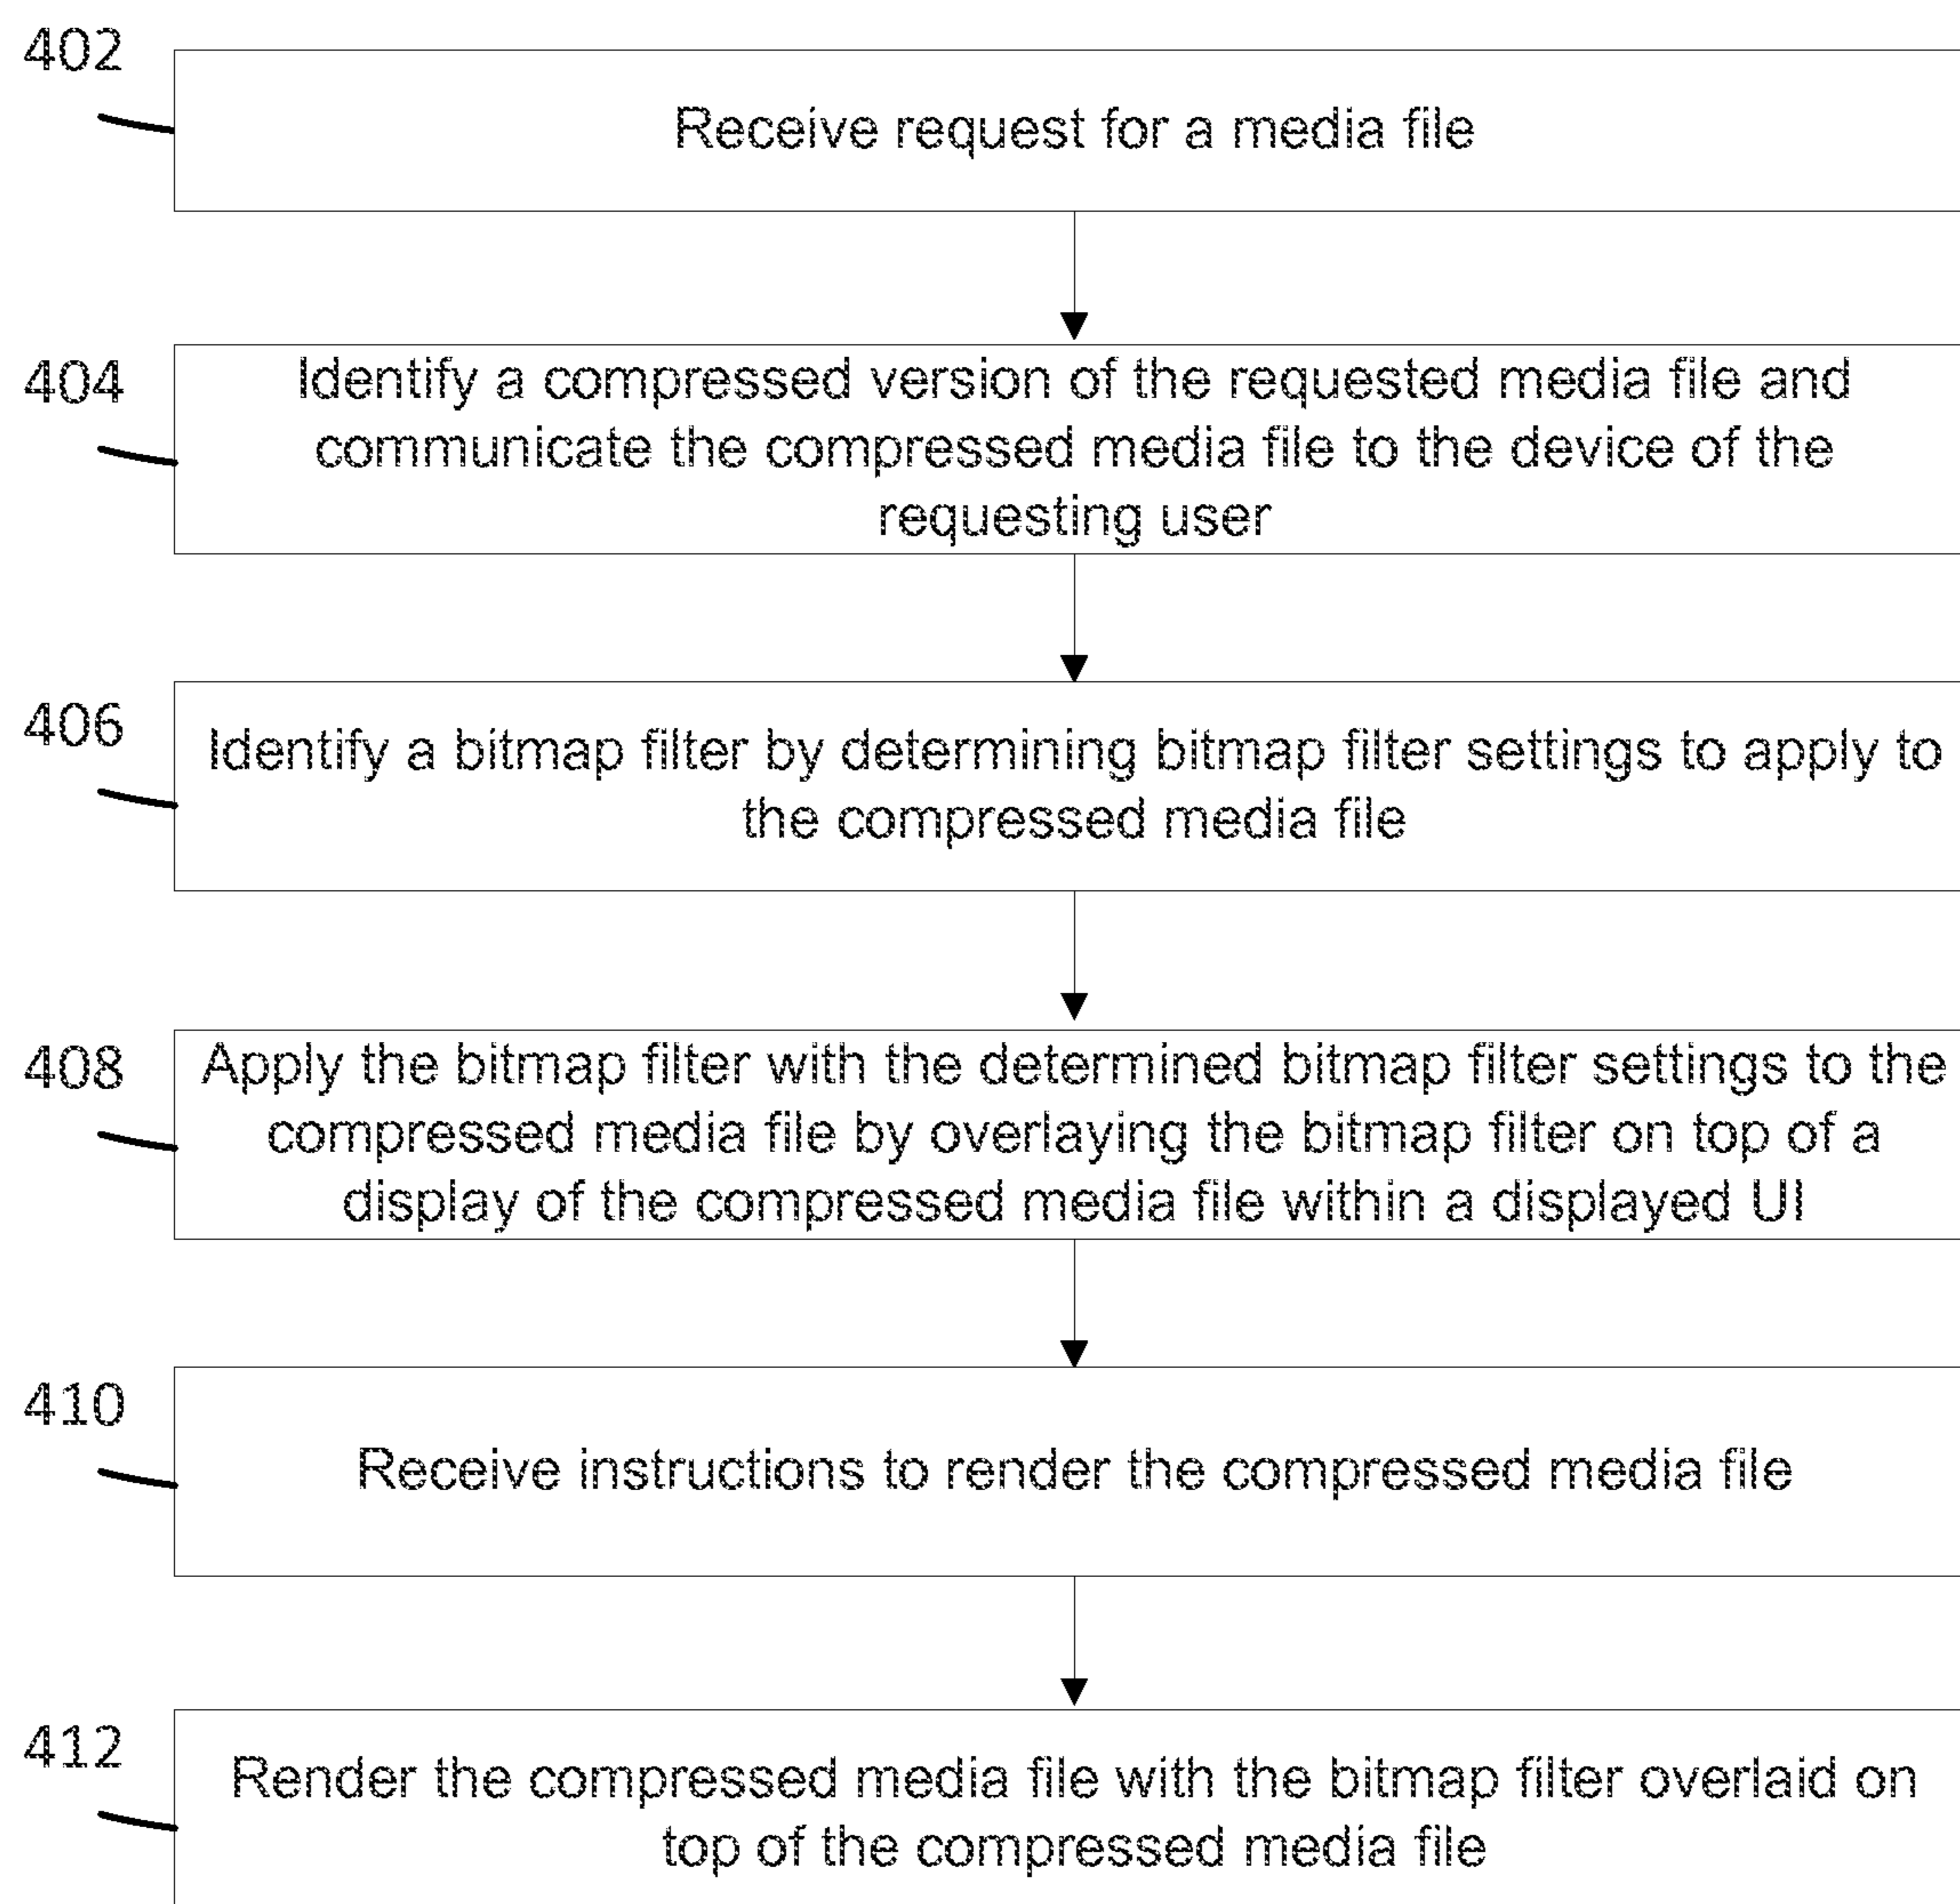 402
Receive request for a media file
404
Identify a compressed version of the requested media file and
communicate the compressed media file to the device of the
requesting user
406
Identify a bitmap filter by determining bitmap filter settings to apply to
the compressed media file
408
Apply the bitmap filter with the determined bitmap filter settings to the
compressed media file by overlaying the bitmap filter on top of a
display of the compressed media file within a displayed UI
410
Receive instructions to render the compressed media file
412
Render the compressed media file with the bitmap filter overlaid on
top of the compressed media file